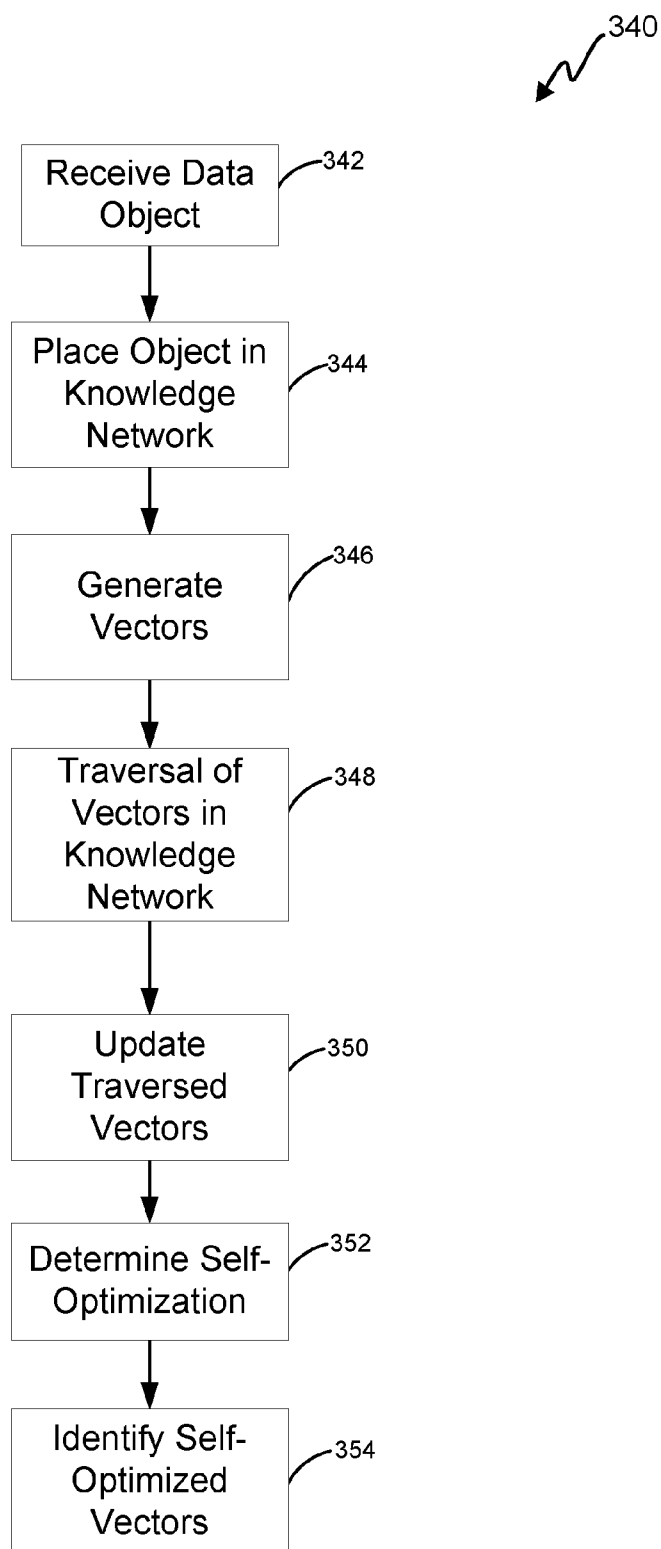 340
Receive Data
Object
342
Place Object in
Knowledge
Network
344
Generate
Vectors
346
Traversal of
Vectors in
Knowledge
Network
348
Update
Traversed
Vectors
350
Determine Self-
Optimization
352
Identify Self-
Optimized
Vectors
354